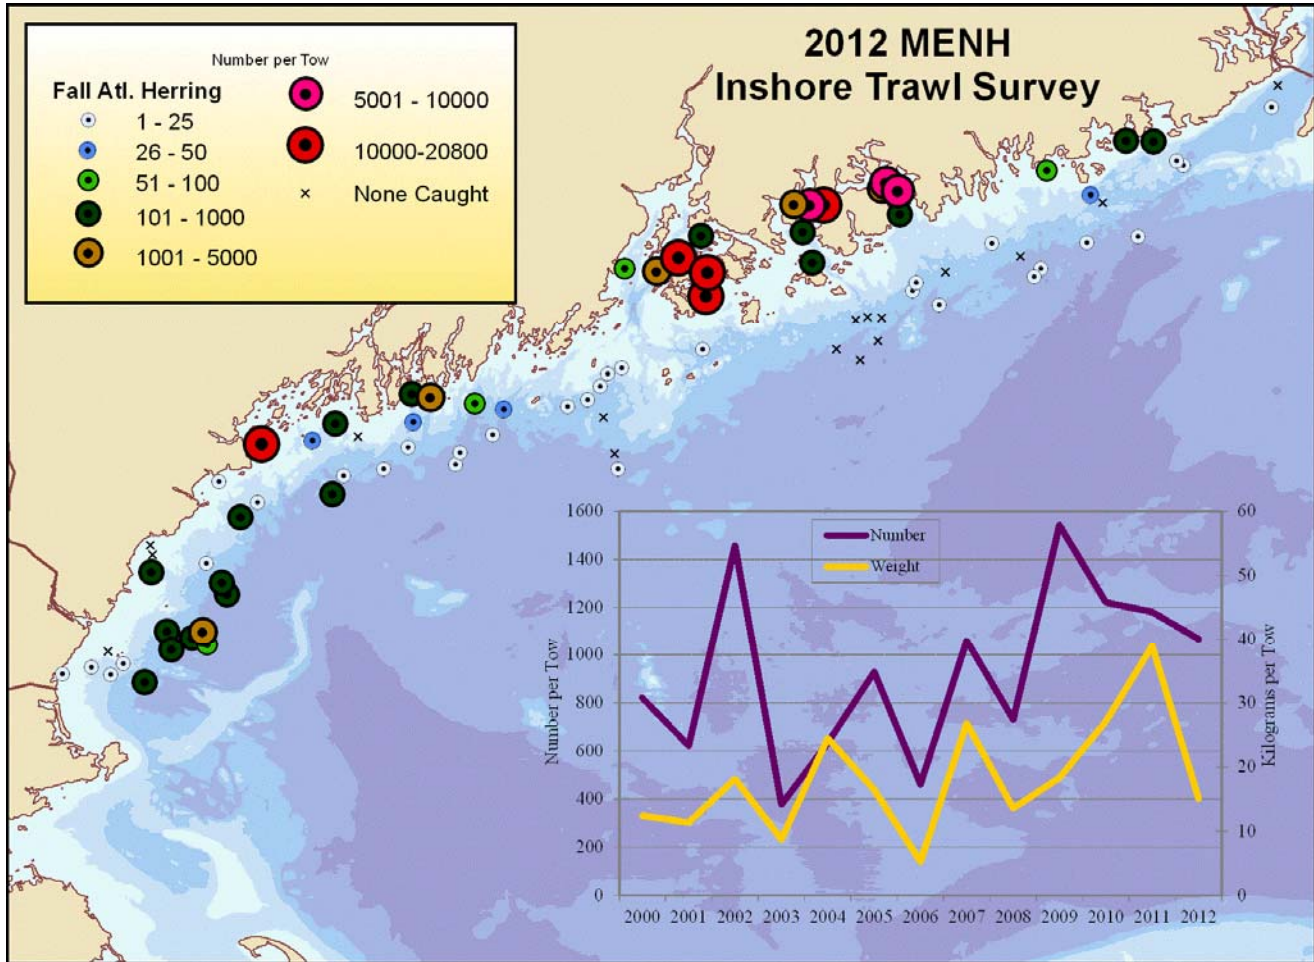 2012 MENH
Inshore Trawl Survey
Number per Tow
Fall Atl. Herring
1 - 25
26 - 50
51 - 100
101 - 1000
1001 - 5000
5001 - 10000
10000-20800
None Caught
Number
Weight
Number per Tow
1600
1400
1200
1000
800
600
400
200
0
Kilograms per Tow
60
50
40
30
20
10
0
2000 2001 2002 2003 2004 2005 2006 2007 2008 2009 2010 2011 2012